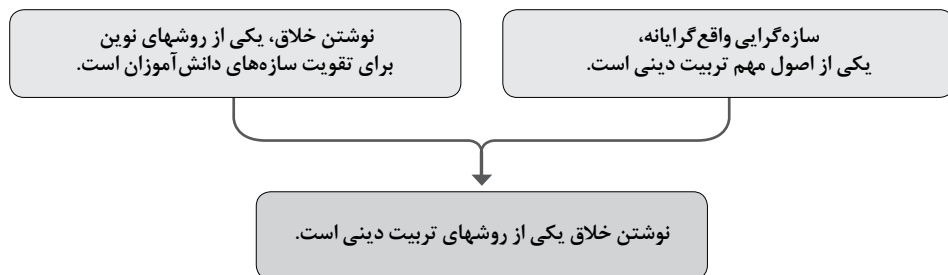 سازه‌گرایی واقع‌گرایانه،
یکی از اصول مهم تربیت دینی است.
نوشتن خلاق، یکی از روشهای نوین
برای تقویت سازه‌های دانش‌آموزان است.
نوشتن خلاق یکی از روشهای تربیت دینی است.